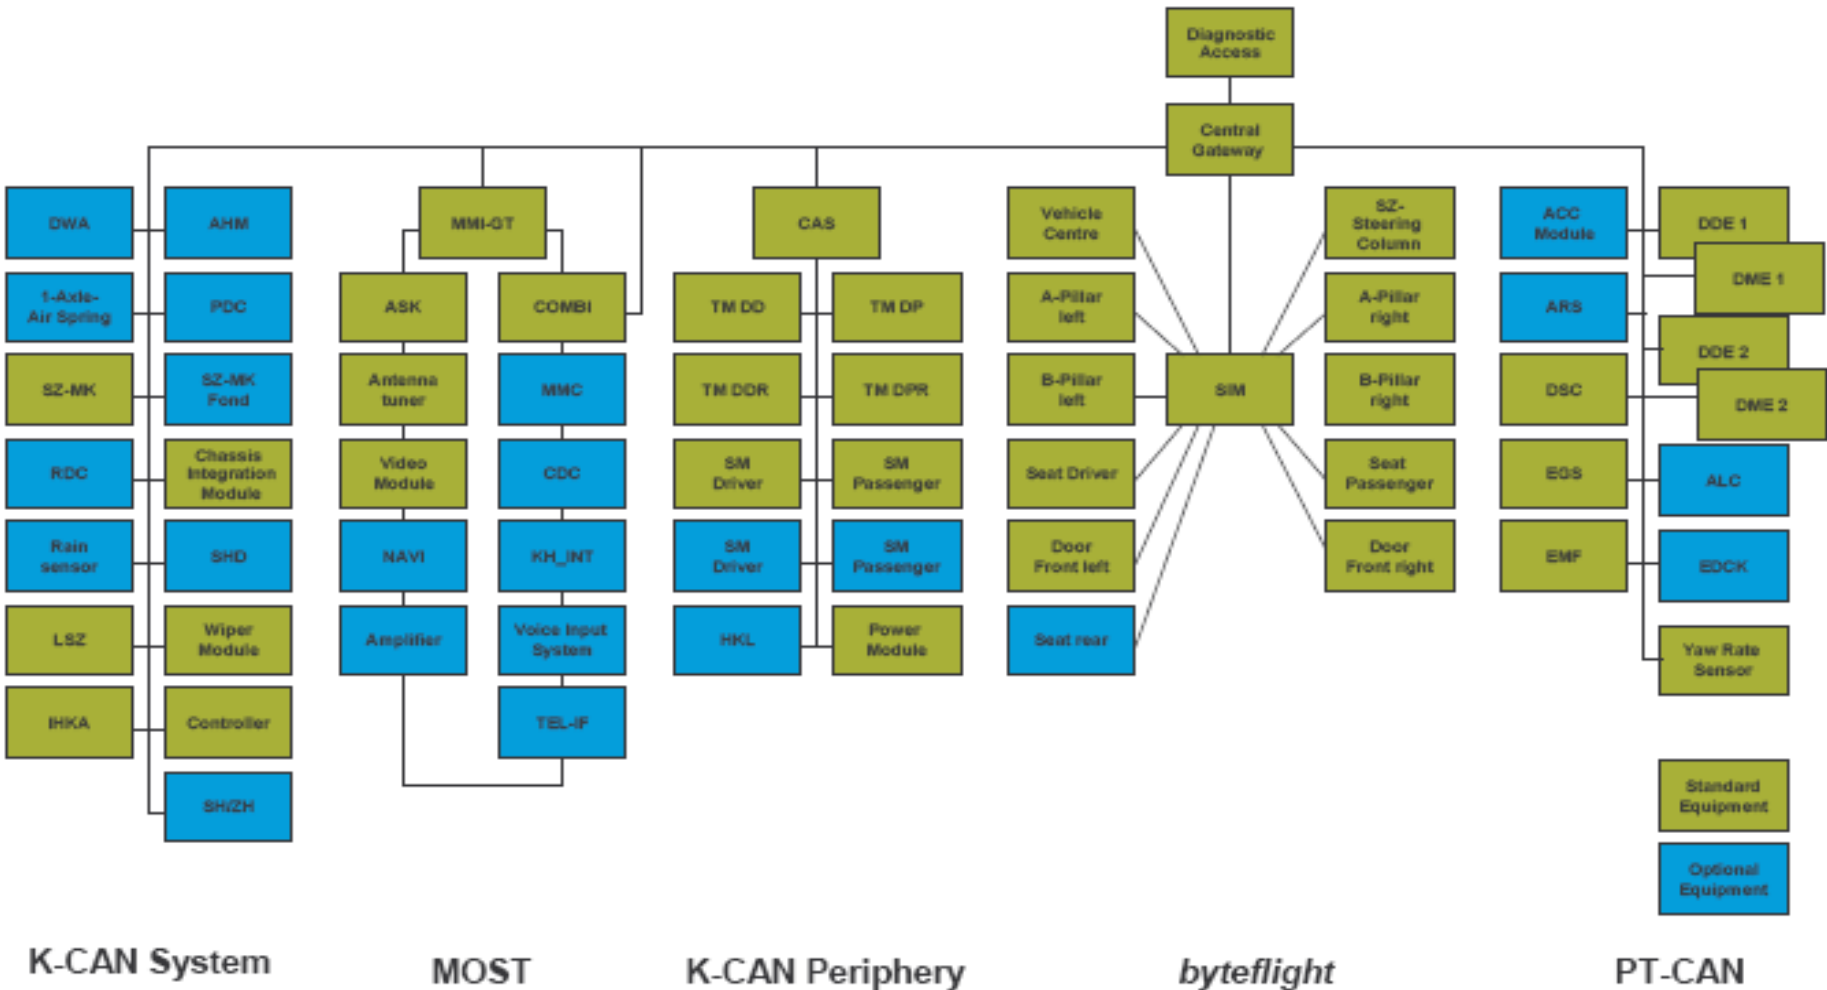 Diagnostic
Access
Central
Gateway
DWA
AHM
1-Axle-
Air Spring
PDC
SZ-MK
SZ-MK
Fond
RDC
Chassis
Integration
Module
Rain
sensor
SHD
LSZ
Wiper
Module
IHKA
Controller
SH/ZH
K-CAN System
MMI-GT
ASK
COMBI
Antenna
tuner
MMC
Video
Module
CDC
NAVI
KH_INT
Amplifier
Voice Input
System
TEL-IF
MOST
CAS
TM DD
TM DP
TM DDR
TM DPR
SM
Driver
SM
Passenger
SM
Driver
SM
Passenger
HKL
Power
Module
K-CAN Periphery
Vehicle
Centre
SZ-
Steering
Column
A-Pillar
left
A-Pillar
right
B-Pillar
left
SIM
B-Pillar
right
Seat Driver
Seat
Passenger
Door
Front left
Door
Front right
Seat rear
byteflight
ACC
Module
DDE 1
DME 1
ARS
DDE 2
DSC
DME 2
EGS
ALC
EMF
EDCK
Yaw Rate
Sensor
Standard
Equipment
Optional
Equipment
PT-CAN